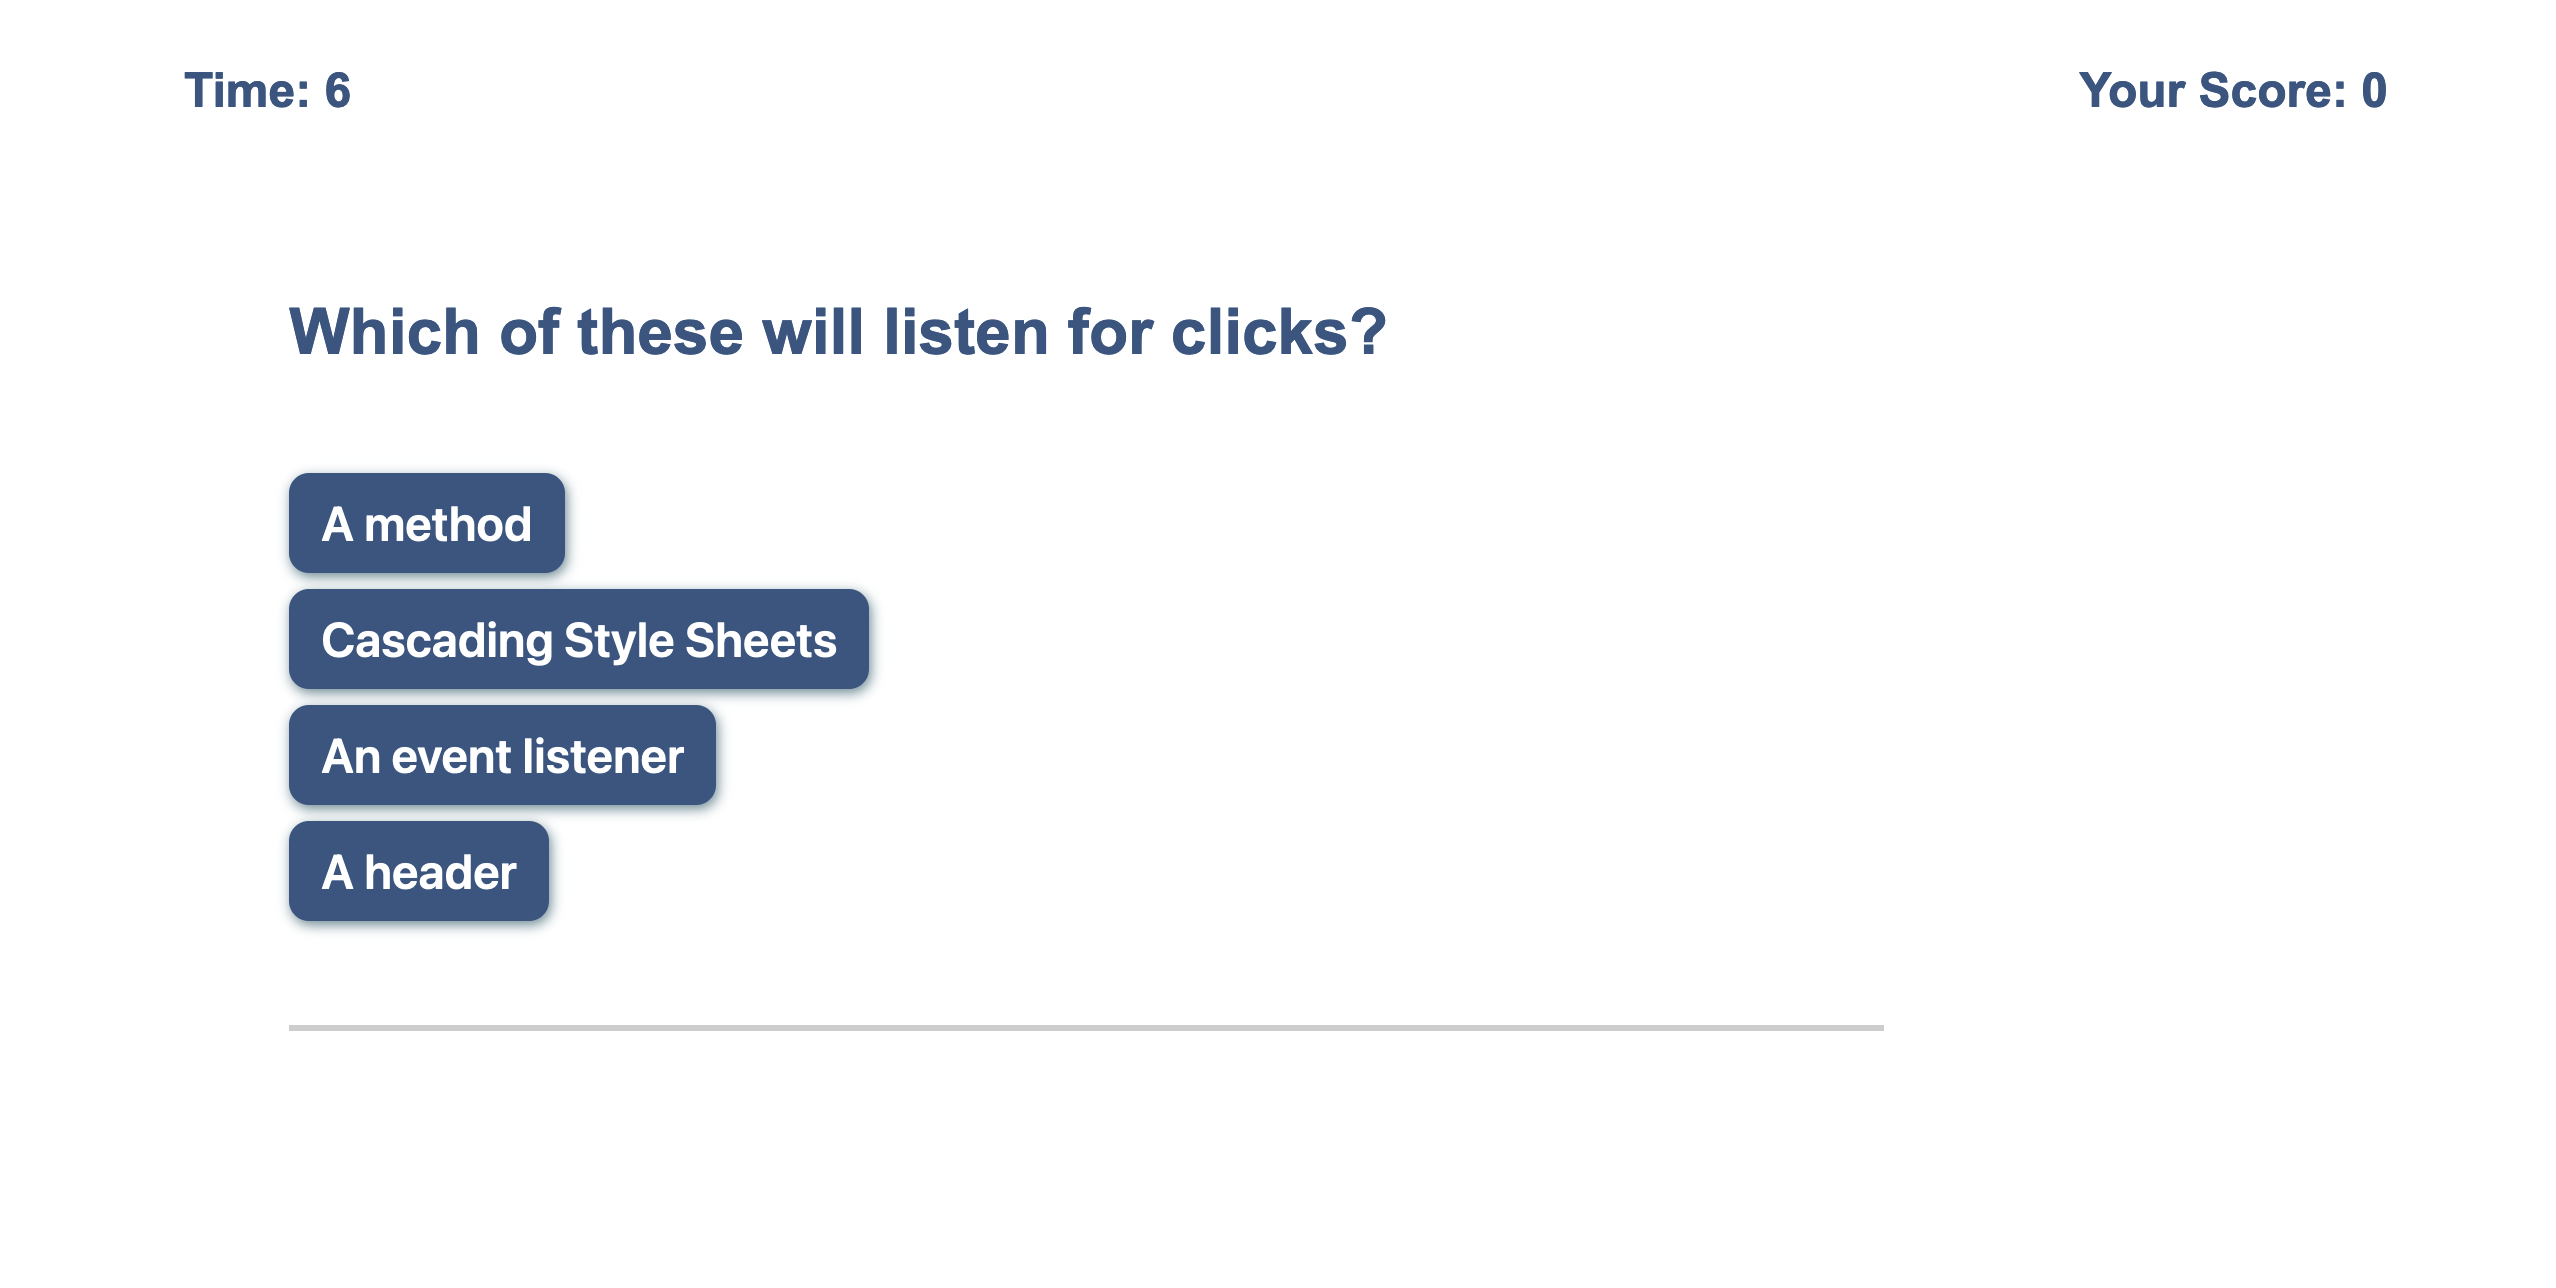 Time: 6
Your Score: 0
Which of these will listen for clicks?
A method
Cascading Style Sheets
An event listener
A header